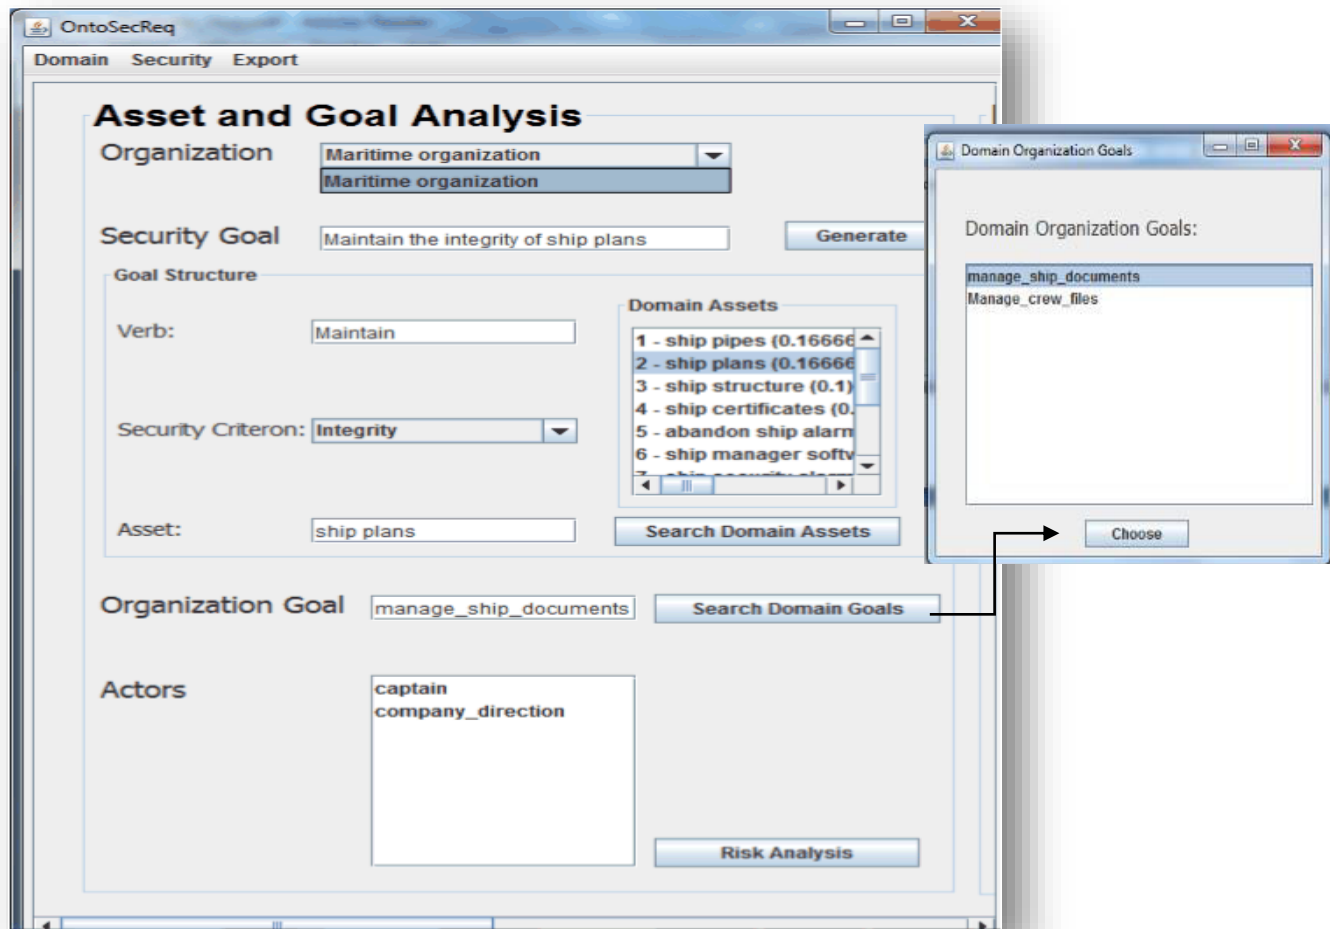 OntoSecReq
Domain Security Export
Asset and Goal Analysis
Organization
Maritime organization
Maritime organization
Security Goal
Maintain the integrity of ship plans
Generate
Goal Structure
Verb:
Maintain
Domain Assets
1 - ship pipes (0.16666
2 - ship plans (0.16666
3 - ship structure (0.1)
4 - ship certificates (0.
5 - abandon ship alarm
6 - ship manager softw
Security Criteron:
Integrity
Asset:
ship plans
Search Domain Assets
Organization Goal
manage_ship_documents
Search Domain Goals
Actors
captain
company_direction
Risk Analysis
Domain Organization Goals
Domain Organization Goals:
manage_ship_documents
Manage_crew_files
Choose